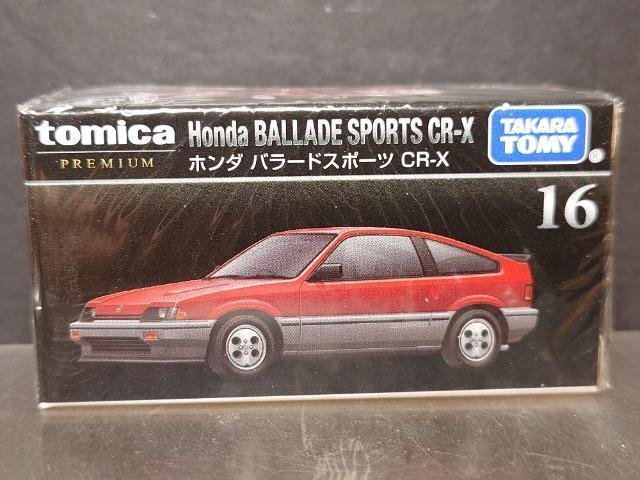 tomica Honda BALLADE SPORTS CR-X
PREMIUM ホンダ バラードスポーツ CR-X
TAKARA
TOMY
®
16